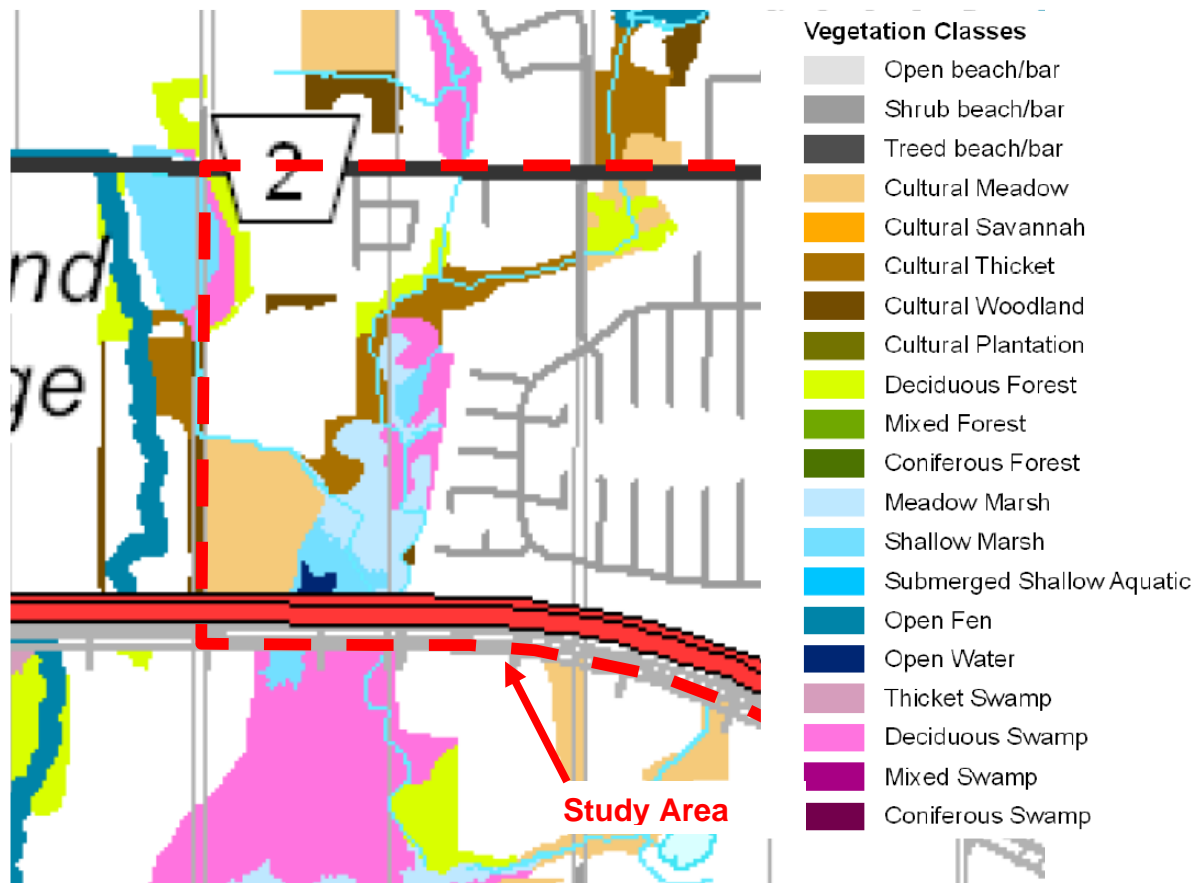 2
nd
ge
Study Area
Vegetation Classes
Open beach/bar
Shrub beach/bar
Treed beach/bar
Cultural Meadow
Cultural Savannah
Cultural Thicket
Cultural Woodland
Cultural Plantation
Deciduous Forest
Mixed Forest
Coniferous Forest
Meadow Marsh
Shallow Marsh
Submerged Shallow Aquatic
Open Fen
Open Water
Thicket Swamp
Deciduous Swamp
Mixed Swamp
Coniferous Swamp